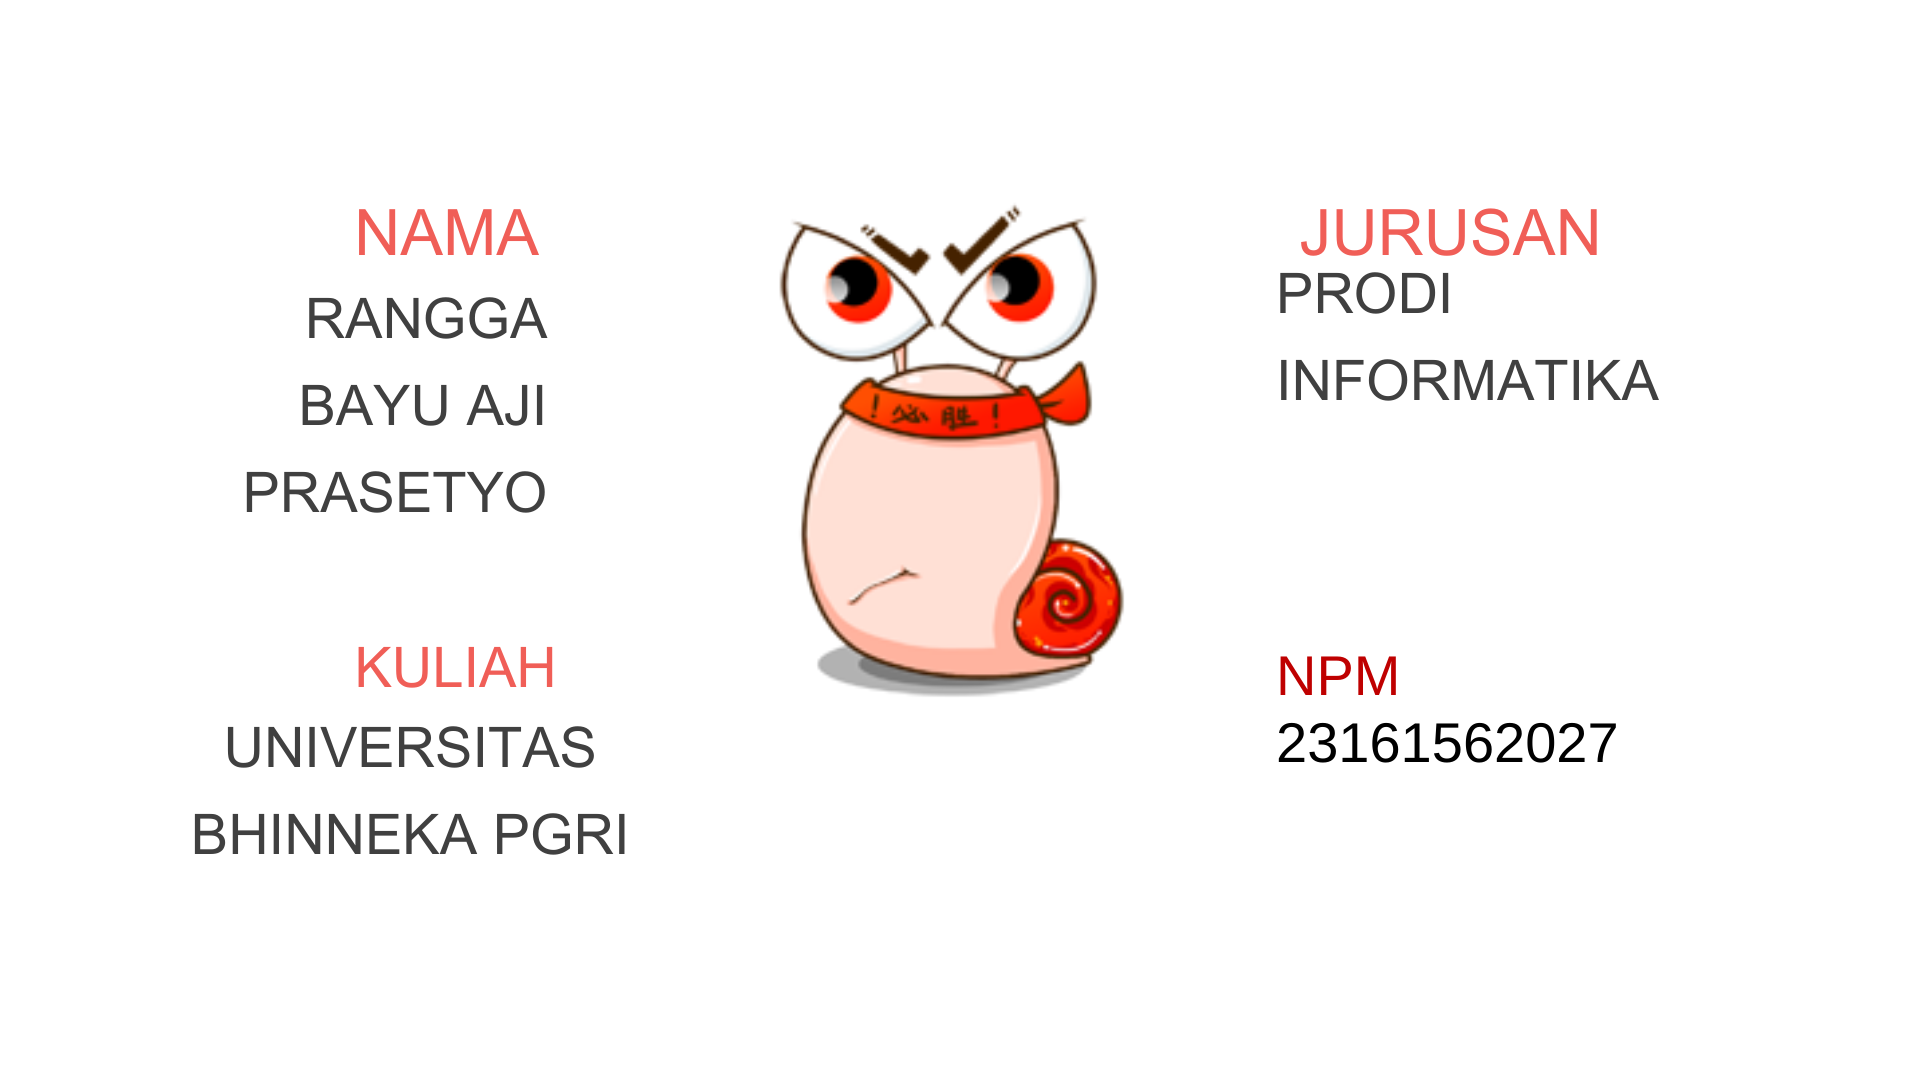 NAMA
RANGGA
BAYU AJI
PRASETYO
KULIAH
UNIVERSITAS
BHINNEKA PGRI
!必胜!
JURUSAN
PRODI
INFORMATIKA
NPM
23161562027